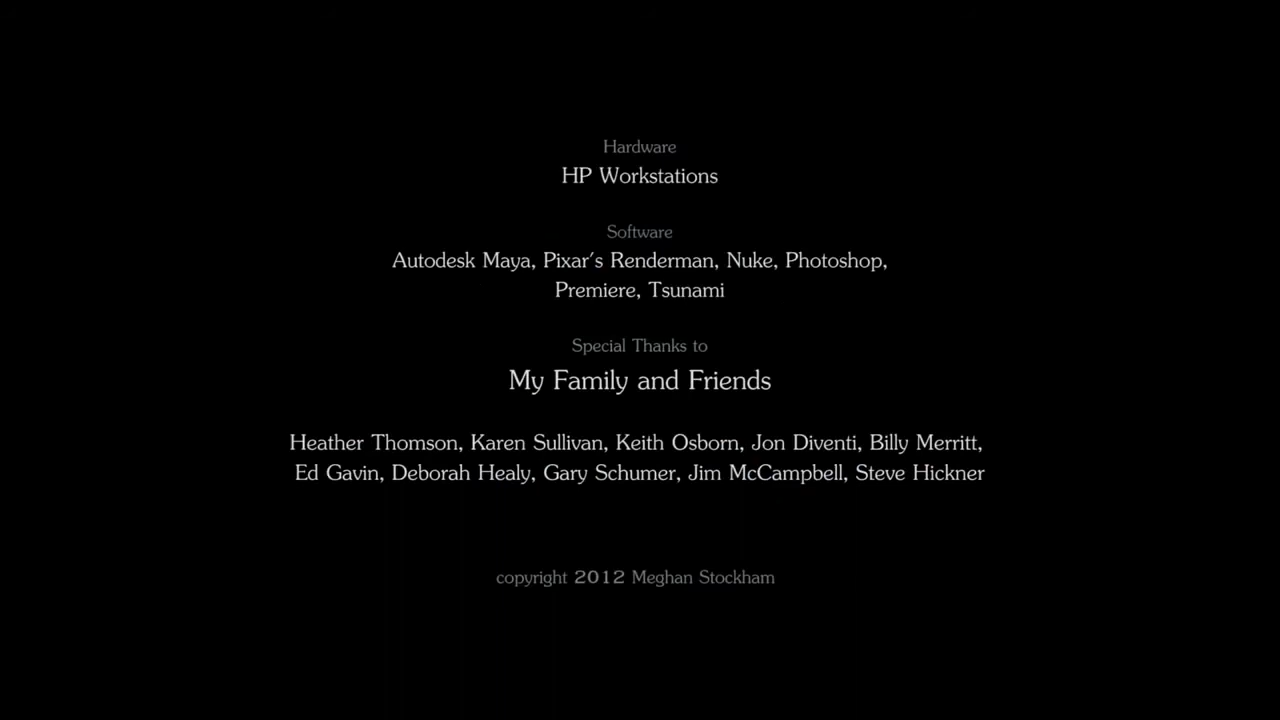 Hardware
HP Workstations
Software
Autodesk Maya, Pixar's Renderman, Nuke, Photoshop,
Premiere, Tsunami
Special Thanks to
My Family and Friends
Heather Thomson, Karen Sullivan, Keith Osborn, Jon Diventi, Billy Merritt,
Ed Gavin, Deborah Healy, Gary Schumer, Jim McCampbell, Steve Hickner
copyright 2012 Meghan Stockham